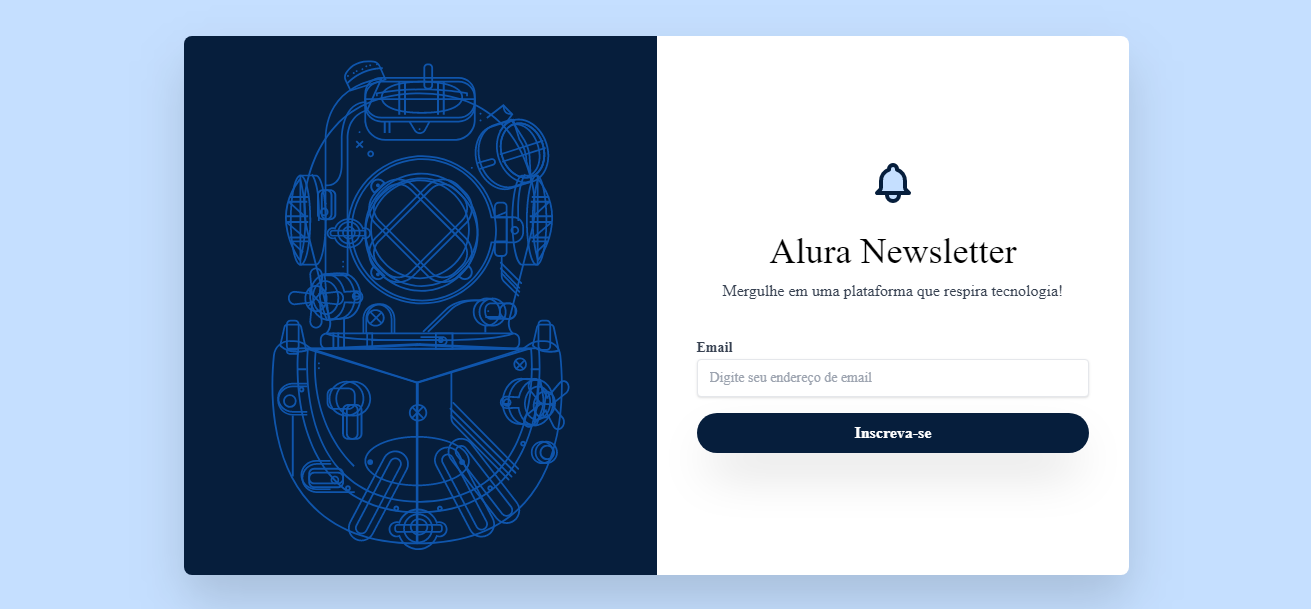 Alura Newsletter
Mergulhe em uma plataforma que respira tecnologia!
Email
Digite seu endereço de email
Inscreva-se